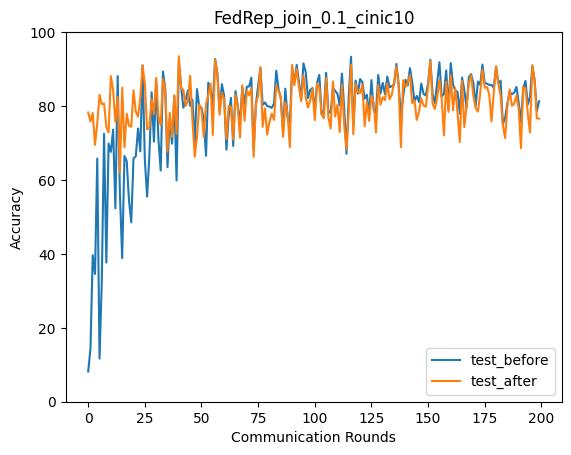 FedRep_join_0.1_cinic10
100
80
60
40
20
0
Accuracy
0 25 50 75 100 125 150 175 200
Communication Rounds
test_before
test_after